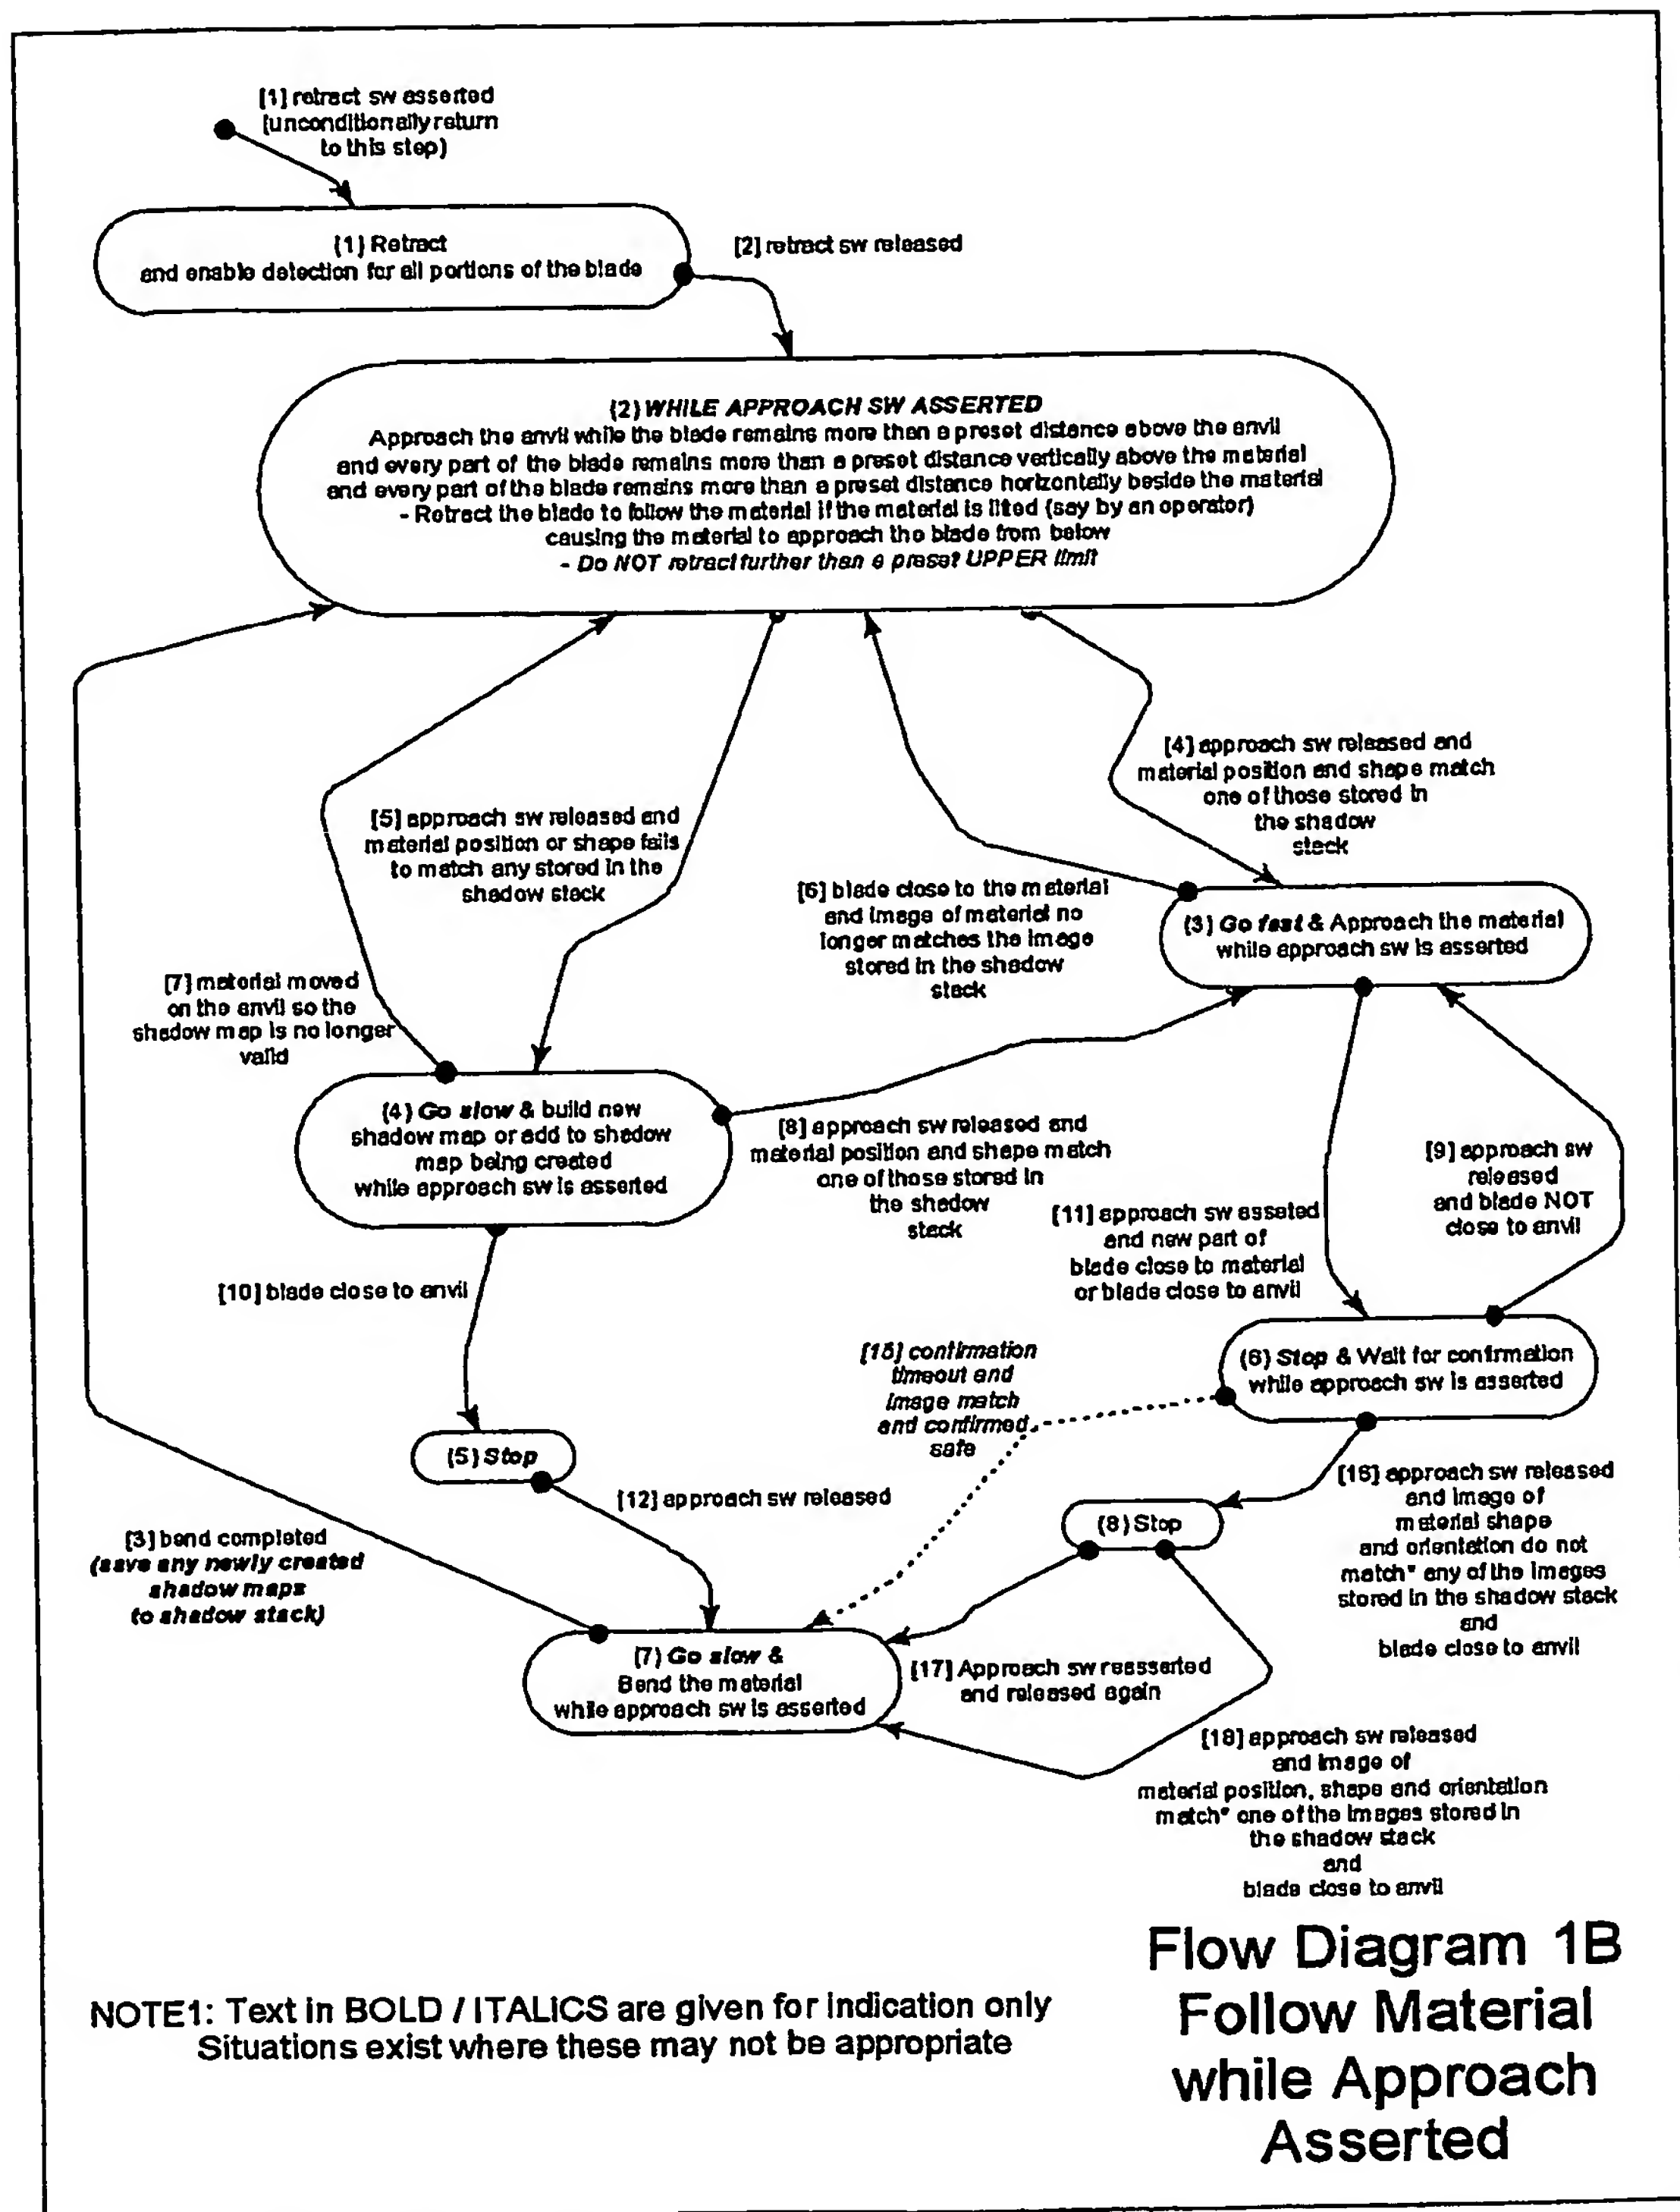 [1] retract sw asserted
(unconditionally return
to this step)
(1) Retract
and enable detection for all portions of the blade
[2] retract sw released
(2) WHILE APPROACH SW ASSERTED
Approach the anvil while the blade remains more than a preset distance above the anvil
and every part of the blade remains more than a preset distance vertically above the material
and every part of the blade remains more than a preset distance horizontally beside the material
- Retract the blade to follow the material if the material is lifted (say by an operator)
causing the material to approach the blade from below
- Do NOT retract further than a preset UPPER limit
[4] approach sw released and
material position and shape match
one of those stored in
the shadow
stack
[5] approach sw released and
material position or shape fails
to match any stored in the
shadow stack
[6] blade close to the material
and image of material no
longer matches the image
stored in the shadow
stack
(3) Go fast & Approach the material
while approach sw is asserted
[7] material moved
on the anvil so the
shadow map is no longer
valid
(4) Go slow & build new
shadow map or add to shadow
map being created
while approach sw is asserted
[8] approach sw released and
material position and shape match
one of those stored in
the shadow
stack
[9] approach sw
released
and blade NOT
close to anvil
[11] approach sw asseted
and new part of
blade close to material
or blade close to anvil
[10] blade close to anvil
(6) Stop & Wait for confirmation
while approach sw is asserted
[15] confirmation
timeout and
image match
and confirmed
safe
(5) Stop
[12] approach sw released
[16] approach sw released
and image of
material shape
and orientation do not
match* any of the images
stored in the shadow stack
and
blade close to anvil
(8) Stop
[3] bend completed
(save any newly created
shadow maps
to shadow stack)
(7) Go slow &
Bend the material
while approach sw is asserted
[17] Approach sw reassserted
and released again
[18] approach sw released
and image of
material position, shape and orientation
match* one of the images stored in
the shadow stack
and
blade close to anvil
Flow Diagram 1B
Follow Material
while Approach
Asserted
NOTE1: Text in BOLD / ITALICS are given for indication only
Situations exist where these may not be appropriate